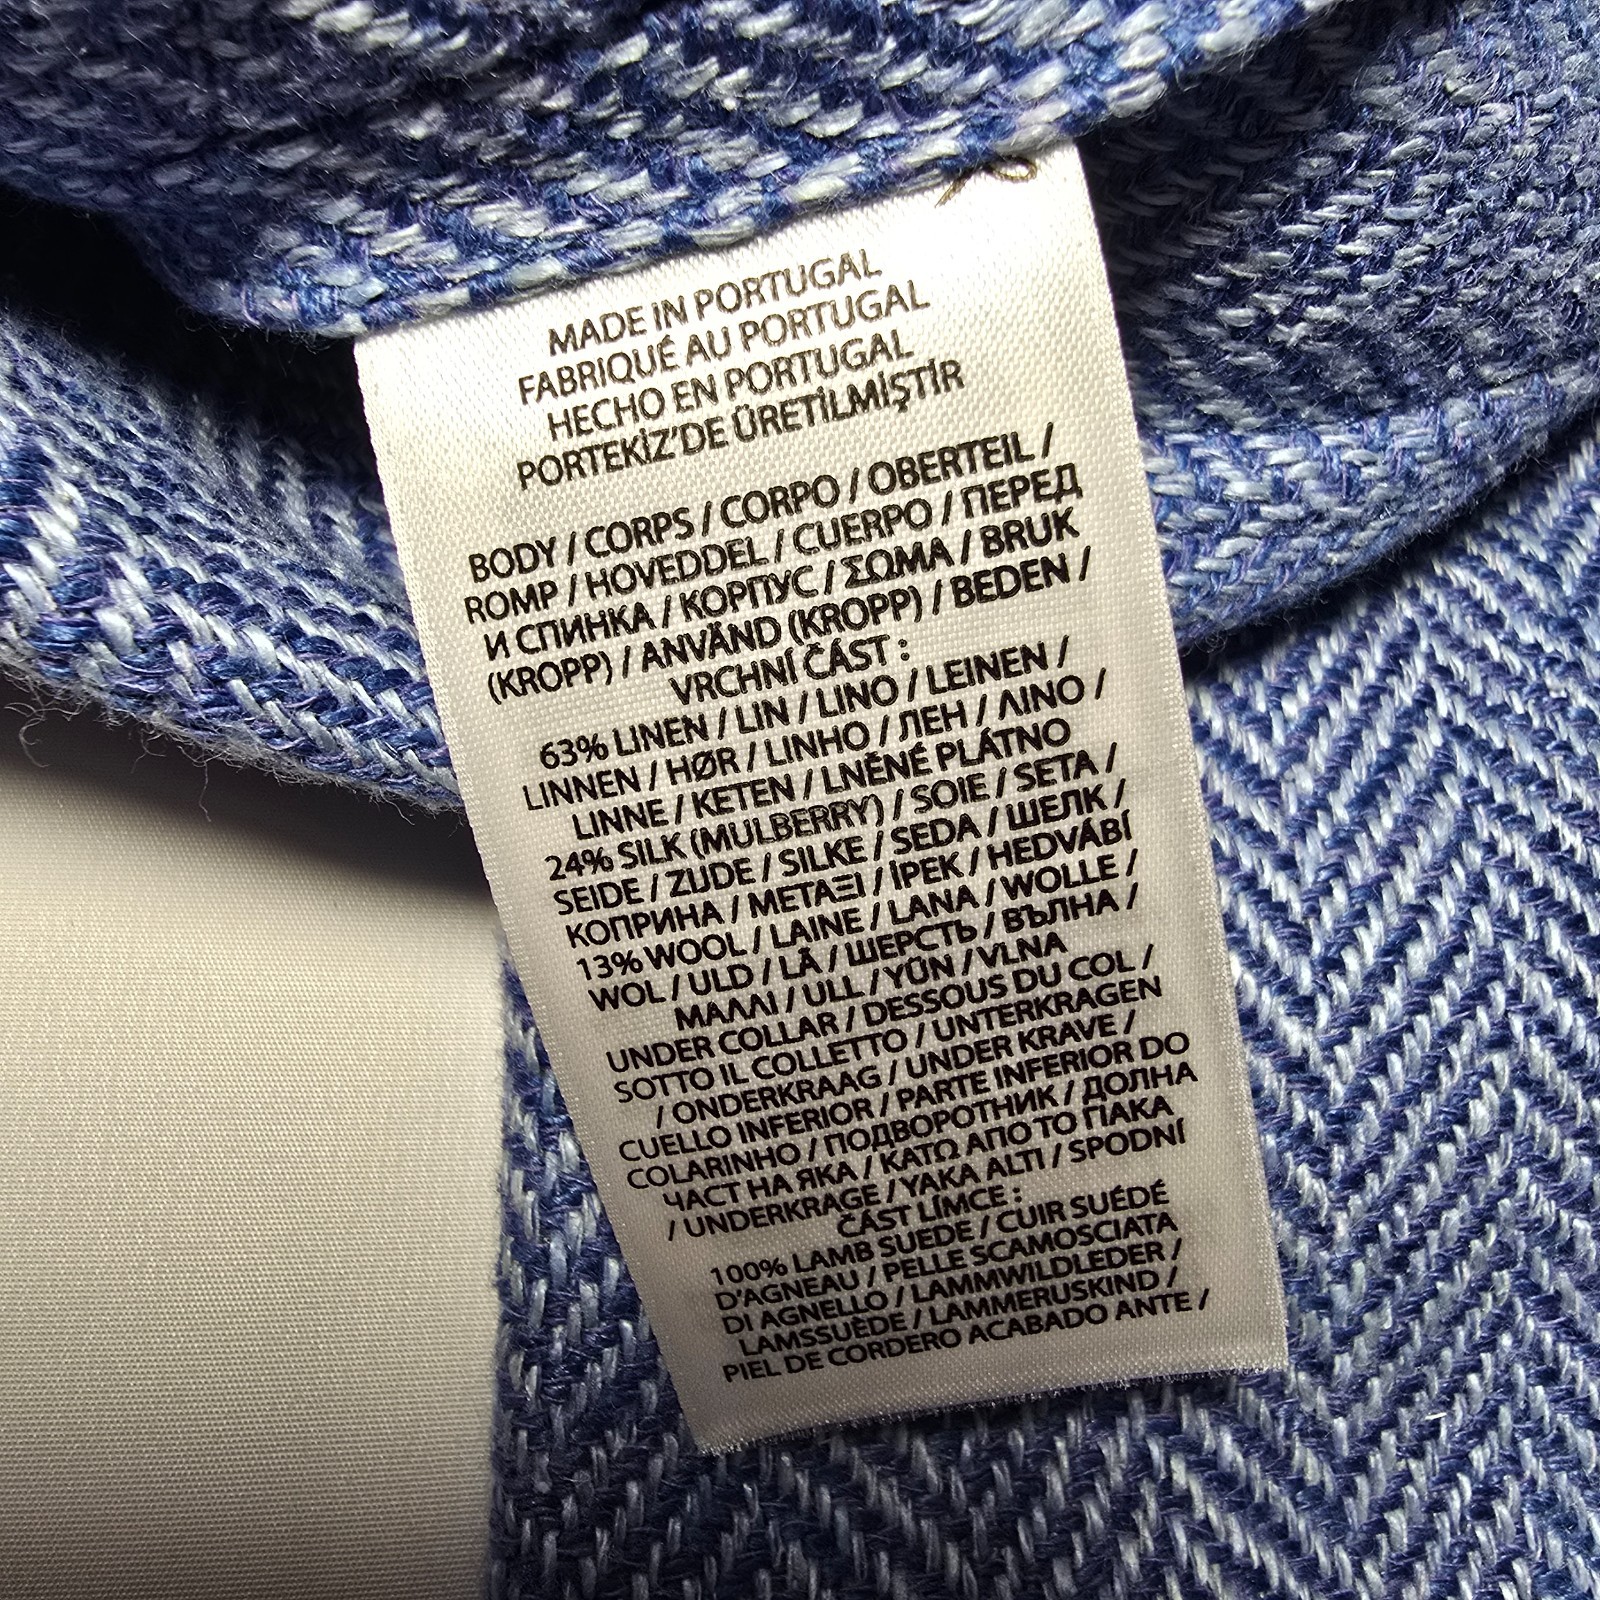 MADE IN PORTUGAL
FABRIQUÉ AU PORTUGAL
HECHO EN PORTUGAL
PORTEKİZ'DE ÜRETİLMİŞTİR
BODY / CORPS / CORPO / OBERTEIL /
ROMP / HOVEDDEL / CUERPO / ПЕРЕД
И СПИНКА / КОРПУС / ΣΩΜΑ / BRUK
(KROPP) / ANVÄND (KROPP) / BEDEN /
VRCHNÍ ČÁST :
63% LINEN / LIN / LINO / LEINEN /
LINNEN / HØR / LINHO / ЛЕН / ΛΙΝΟ /
LINNE / KETEN / LNĚNÉ PLÁTNO
24% SILK (MULBERRY) / SOIE / SETA /
SEIDE / ZIJDE / SILKE / SEDA / ШЕЛК /
КОПРИНА / ΜΕΤΑΞΙ / İPEK / HEDVÁBÍ
13% WOOL / LAINE / LANA / WOLLE /
WOL / ULD / LÃ / ШЕРСТЬ / ВЪЛНА /
ΜΑΛΛΙ / ULL / YÜN / VLNA
UNDER COLLAR / DESSOUS DU COL /
SOTTO IL COLLETTO / UNTERKRAGEN
/ ONDERKRAAG / UNDER KRAVE /
CUELLO INFERIOR / PARTE INFERIOR DO
COLARINHO / ПОДВОРОТНИК / ДОЛНА
ЧАСТ НА ЯКА / ΚΑΤΩ ΑΠΟ ΤΟ ΓΙΑΚΑ
/ UNDERKRAGE / YAKA ALTI / SPODNÍ
ČÁST LÍMCE :
100% LAMB SUEDE / CUIR SUÉDÉ
D'AGNEAU / PELLE SCAMOSCIATA
DI AGNELLO / LAMMWILDLEDER /
LAMSSUÈDE / LAMMERUSKIND /
PIEL DE CORDERO ACABADO ANTE /